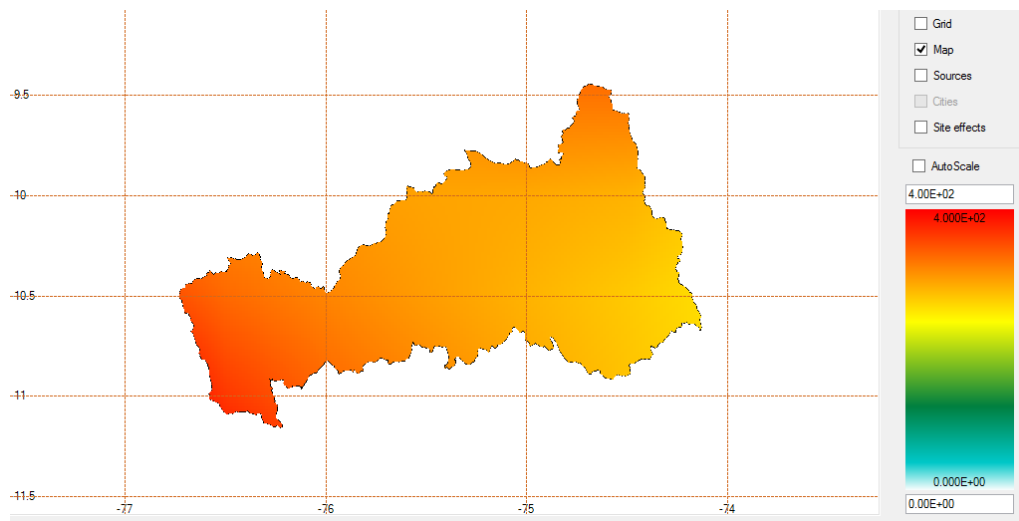 Grid
Map
Sources
Cities
Site effects
AutoScale
4.00E+02
4.000E+02
0.000E+00
0.00E+00
-9.5
-10
-10.5
-11
-11.5
-77
-76
-75
-74